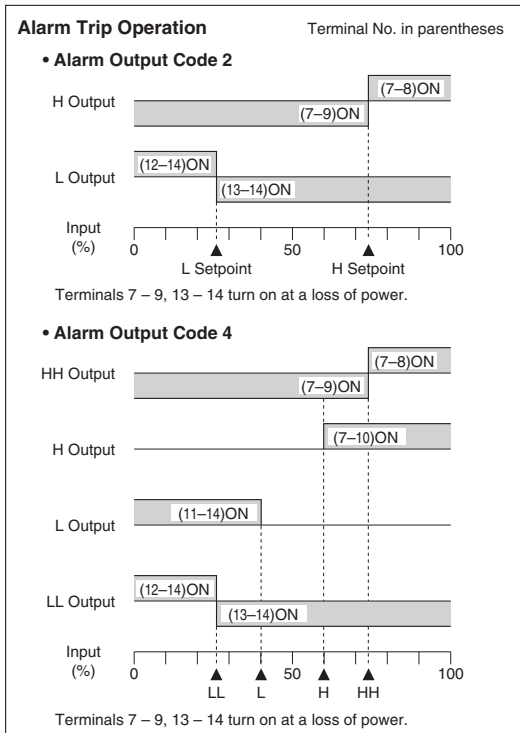 Alarm Trip Operation Terminal No. in parentheses
• Alarm Output Code 2
(7–8)ON
H Output
(7–9)ON
(12–14)ON
L Output
(13–14)ON
Input
(%)
0 50 100
L Setpoint H Setpoint
Terminals 7 – 9, 13 – 14 turn on at a loss of power.
• Alarm Output Code 4
(7–8)ON
HH Output
(7–9)ON
(7–10)ON
H Output
(11–14)ON
L Output
(12–14)ON
LL Output
(13–14)ON
Input
(%)
0 50 100
LL L H HH
Terminals 7 – 9, 13 – 14 turn on at a loss of power.